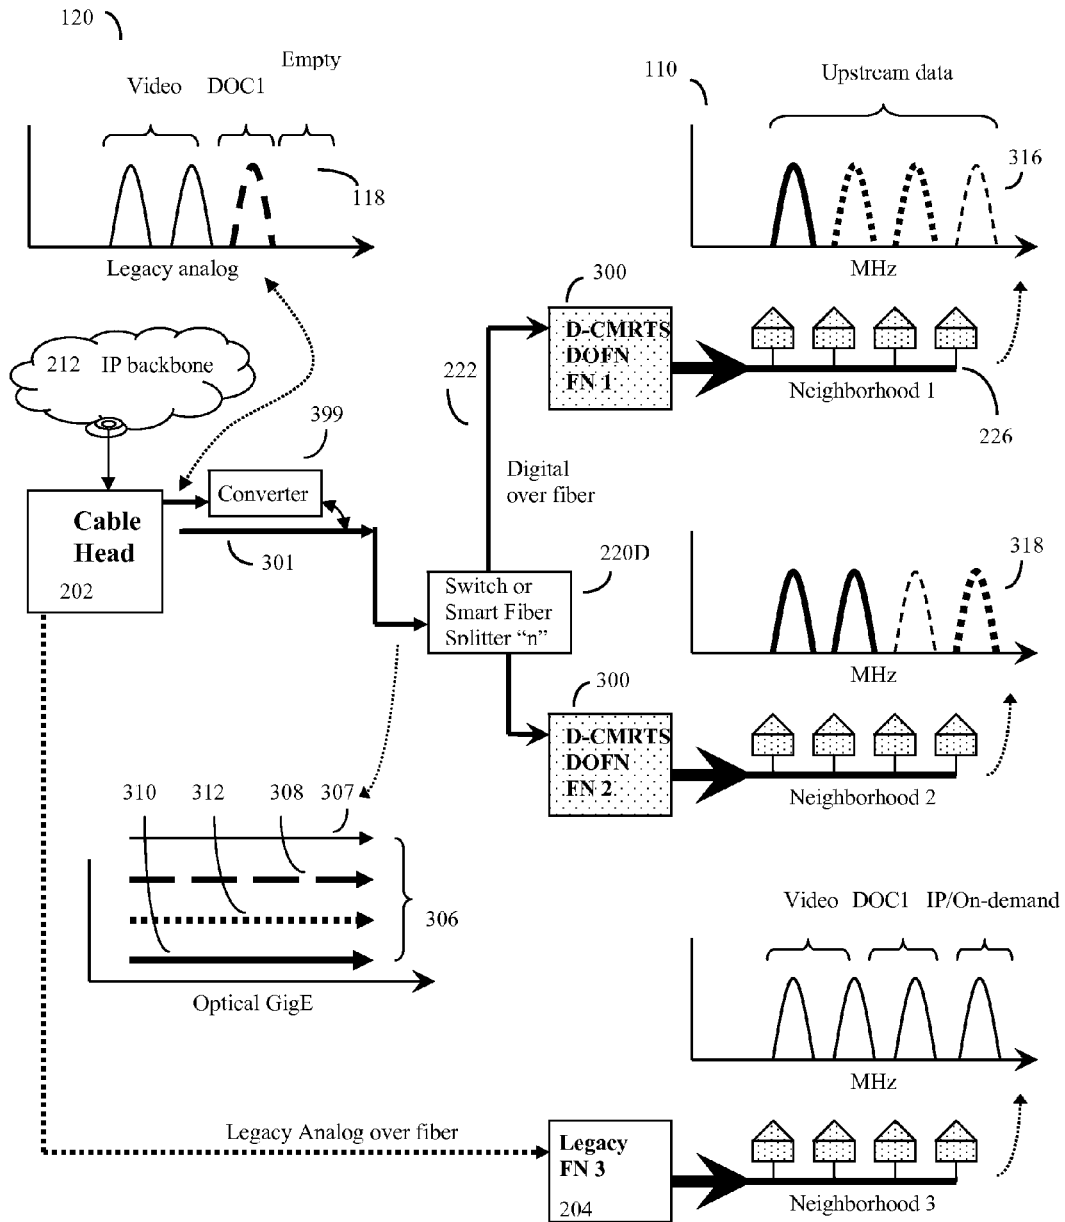 120
Empty
Video
DOC1
118
Legacy analog
110
Upstream data
316
MHz
212 IP backbone
399
Converter
Cable
Head
202
301
222
Digital
over fiber
300
D-CMRTS
DOFN
FN 1
Neighborhood 1
226
220D
Switch or
Smart Fiber
Splitter “n”
318
MHz
300
D-CMRTS
DOFN
FN 2
Neighborhood 2
310
312
308
307
306
Optical GigE
Video
DOC1
IP/On-demand
MHz
Legacy Analog over fiber
Legacy
FN 3
204
Neighborhood 3